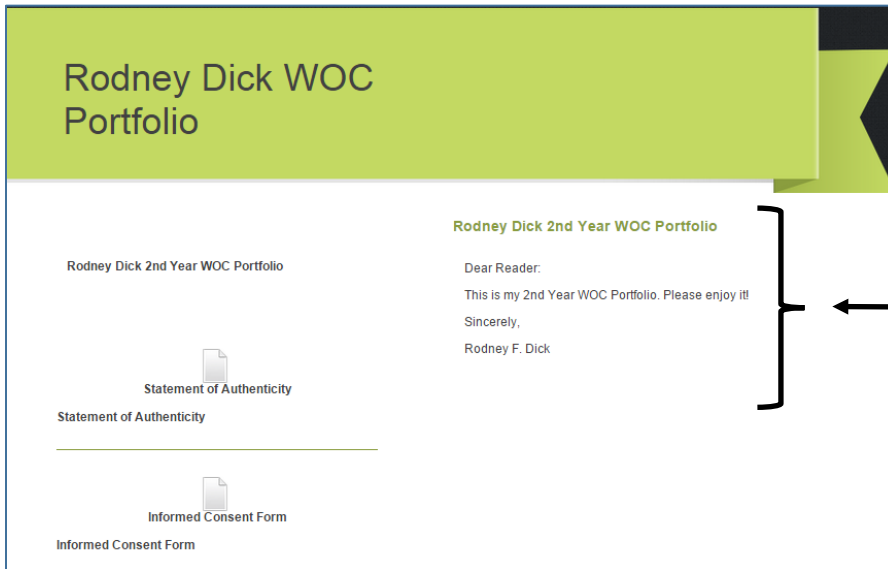 Rodney Dick WOC
Portfolio
Rodney Dick 2nd Year WOC Portfolio
Statement of Authenticity
Statement of Authenticity
Informed Consent Form
Informed Consent Form
Rodney Dick 2nd Year WOC Portfolio
Dear Reader:
This is my 2nd Year WOC Portfolio. Please enjoy it!
Sincerely,
Rodney F. Dick